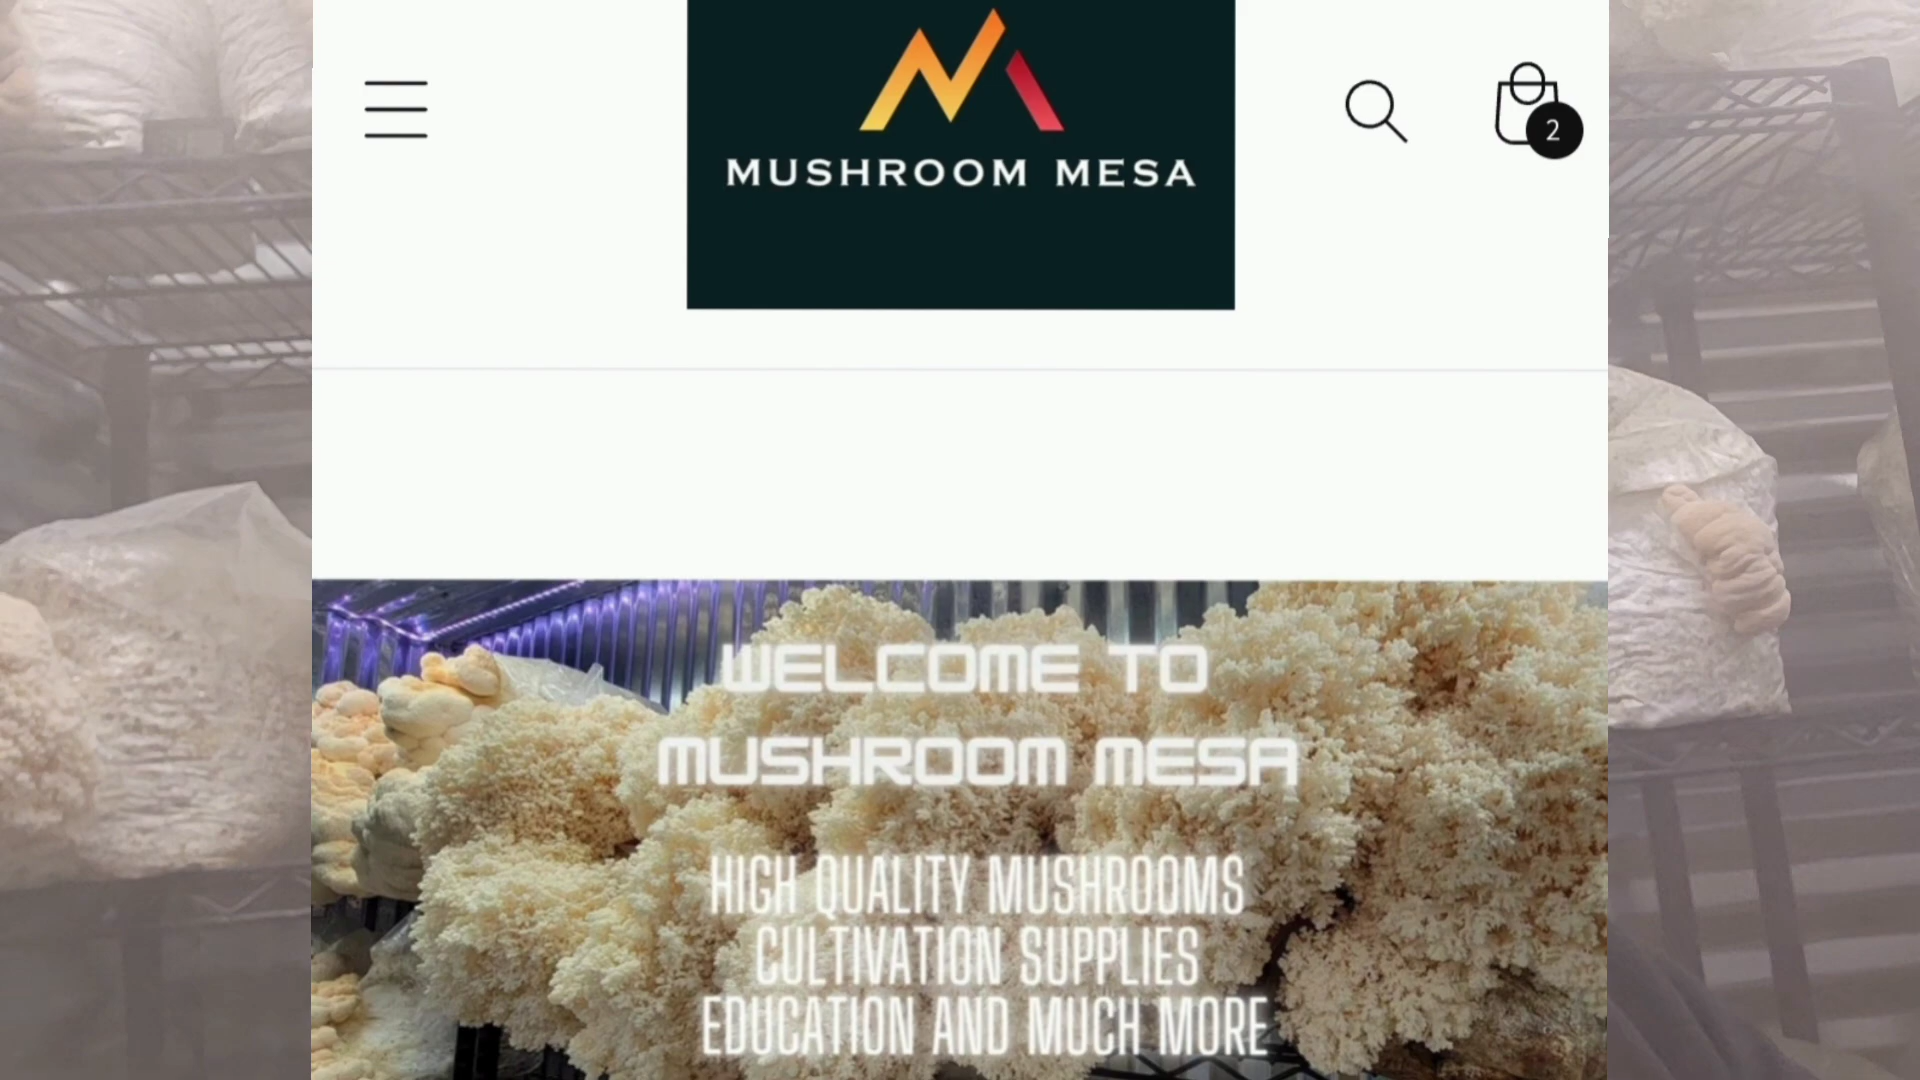 MUSHROOM MESA
2
WELCOME TO
MUSHROOM MESA
HIGH QUALITY MUSHROOMS
CULTIVATION SUPPLIES
EDUCATION AND MUCH MORE